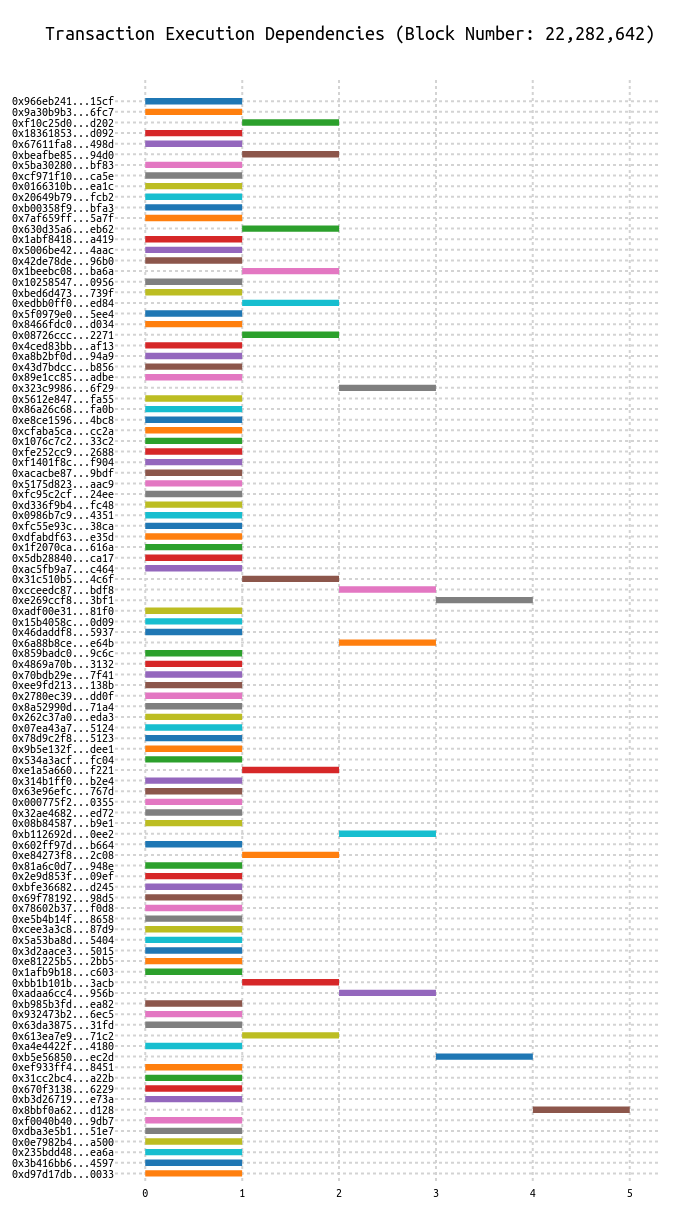 Transaction Execution Dependencies (Block Number: 22,282,642)
0x966eb241...15cf
0x9a30b9b3...6fc7
0xf10c25d0...d202
0x18361853...d092
0x67611fa8...498d
0xbeafbe85...94d0
0x5ba30280...bf83
0xcf971f10...ca5e
0x0166310b...ea1c
0x20649b79...fcb2
0xb00358f9...bfa3
0x7af659ff...5a7f
0x630d35a6...eb62
0x1abf8418...a419
0x5006be42...4aac
0x42de78de...96b0
0x1beebc08...ba6a
0x10258547...0956
0xbed6d473...739f
0xedbb0ff0...ed84
0x5f0979e0...5ee4
0x8466fdc0...d034
0x08726ccc...2271
0x4ced83bb...af13
0xa8b2bf0d...94a9
0x43d7bdcc...b856
0x89e1cc85...adbe
0x323c9986...6f29
0x5612e847...fa55
0x86a26c68...fa0b
0xe8ce1596...4bc8
0xcfaba5ca...cc2a
0x1076c7c2...33c2
0xfe252cc9...2688
0xf1401f8c...f904
0xacacbe87...9bdf
0x5175d823...aac9
0xfc95c2cf...24ee
0xd336f9b4...fc48
0x0986b7c9...4351
0xfc55e93c...38ca
0xdfabdf63...e35d
0x1f2070ca...616a
0x5db28840...ca17
0xac5fb9a7...c464
0x31c510b5...4c6f
0xcceedc87...bdf8
0xe269ccf8...3bf1
0xadf00e31...81f0
0x15b4058c...0d09
0x46daddf8...5937
0x6a88b8ce...e64b
0x859badc0...9c6c
0x4869a70b...3132
0x70bdb29e...7f41
0xee9fd213...138b
0x2780ec39...dd0f
0x8a52990d...71a4
0x262c37a0...eda3
0x07ea43a7...5124
0x78d9c2f8...5123
0x9b5e132f...dee1
0x534a3acf...fc04
0xe1a5a660...f221
0x314b1ff0...b2e4
0x63e96efc...767d
0x000775f2...0355
0x32ae4682...ed72
0x08b84587...b9e1
0xb112692d...0ee2
0x602ff97d...b664
0xe84273f8...2c08
0x81a6c0d7...948e
0x2e9d853f...09ef
0xbfe36682...d245
0x69f78192...98d5
0x78602b37...f0d8
0xe5b4b14f...8658
0xcee3a3c8...87d9
0x5a53ba8d...5404
0x3d2aace3...5015
0xe81225b5...2bb5
0x1afb9b18...c603
0xbb1b101b...3acb
0xadaa6cc4...956b
0xb985b3fd...ea82
0x932473b2...6ec5
0x63da3875...31fd
0x613ea7e9...71c2
0xa4e4422f...4180
0xb5e56850...ec2d
0xef933ff4...8451
0x31cc2bc4...a22b
0x670f3138...6229
0xb3d26719...e73a
0x8bbf0a62...d128
0xf0040b40...9db7
0xdba3e5b1...51e7
0x0e7982b4...a500
0x235bdd48...ea6a
0x3b416bb6...4597
0xd97d17db...0033
0 1 2 3 4 5